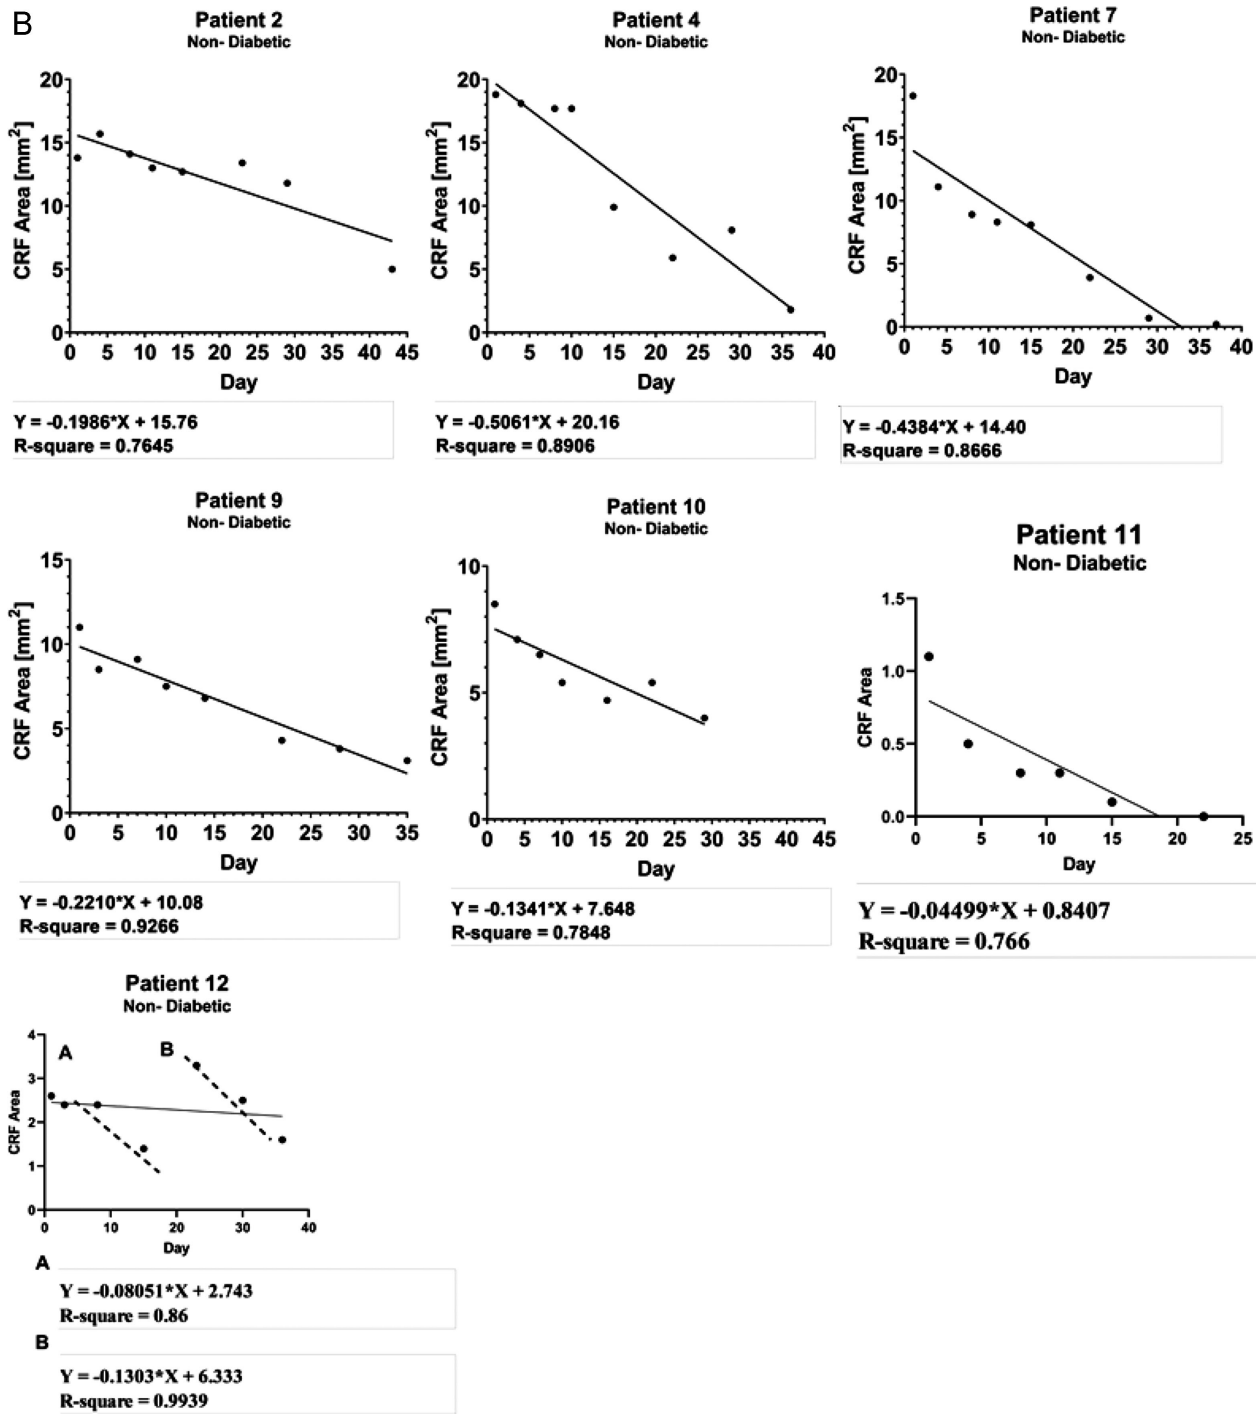 B
Patient 2
Non- Diabetic
20
15
10
5
0
CRF Area [mm2]
0 5 10 15 20 25 30 35 40 45
Day
Y = -0.1986*X + 15.76
R-square = 0.7645
Patient 4
Non- Diabetic
20
15
10
5
0
CRF Area [mm2]
0 5 10 15 20 25 30 35 40
Day
Y = -0.5061*X + 20.16
R-square = 0.8906
Patient 7
Non- Diabetic
20
15
10
5
0
CRF Area [mm2]
0 5 10 15 20 25 30 35 40
Day
Y = -0.4384*X + 14.40
R-square = 0.8666
Patient 9
Non- Diabetic
15
10
5
0
CRF Area [mm2]
0 5 10 15 20 25 30 35
Day
Y = -0.2210*X + 10.08
R-square = 0.9266
Patient 10
Non- Diabetic
10
5
0
CRF Area [mm2]
0 5 10 15 20 25 30 35 40 45
Day
Y = -0.1341*X + 7.648
R-square = 0.7848
Patient 11
Non- Diabetic
1.5
1.0
0.5
0.0
CRF Area
0 5 10 15 20 25
Day
Y = -0.04499*X + 0.8407
R-square = 0.766
Patient 12
Non- Diabetic
4
3
2
1
0
CRF Area
A B
0 10 20 30 40
Day
A
Y = -0.08051*X + 2.743
R-square = 0.86
B
Y = -0.1303*X + 6.333
R-square = 0.9939